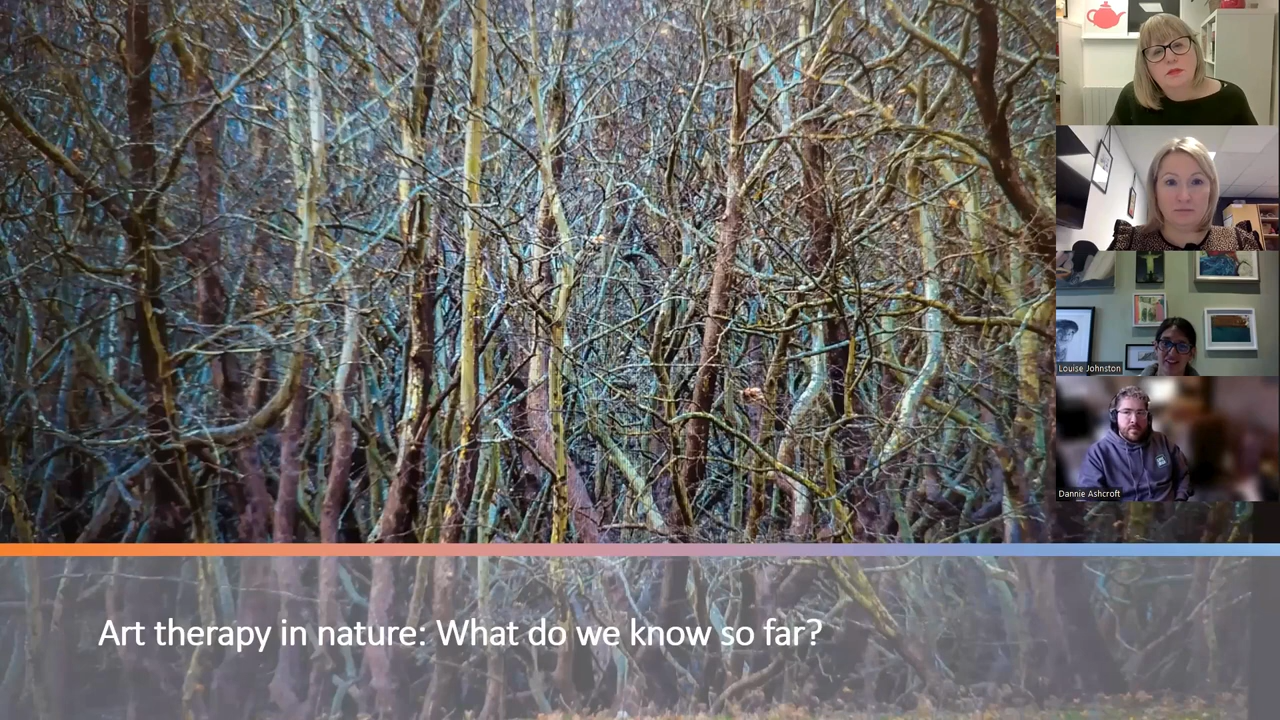 Louise Johnston
Dannie Ashcroft
Art therapy in nature: What do we know so far?